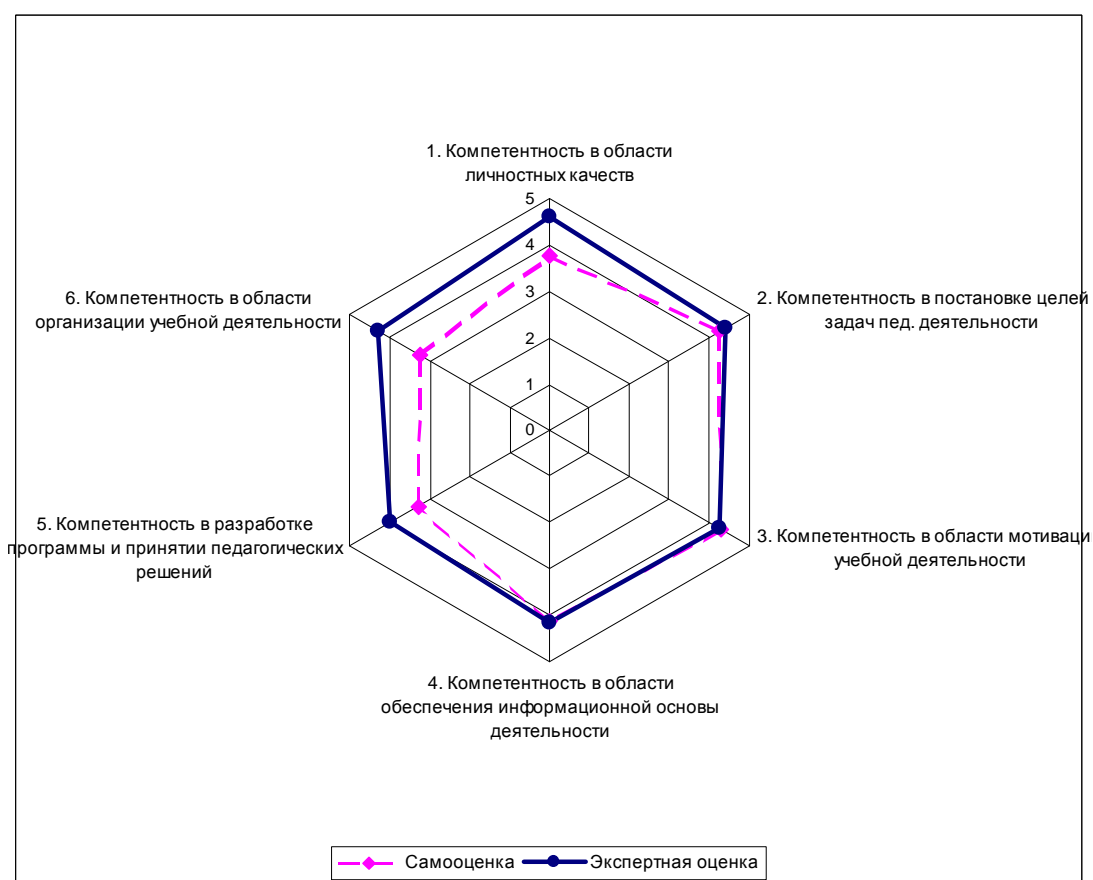 1. Компетентность в области
личностных качеств
5
4
3
2
1
0
2. Компетентность в постановке целей
задач пед. деятельности
3. Компетентность в области мотиваци
учебной деятельности
4. Компетентность в области
обеспечения информационной основы
деятельности
5. Компетентность в разработке
программы и принятии педагогических
решений
6. Компетентность в области
организации учебной деятельности
Самооценка
Экспертная оценка